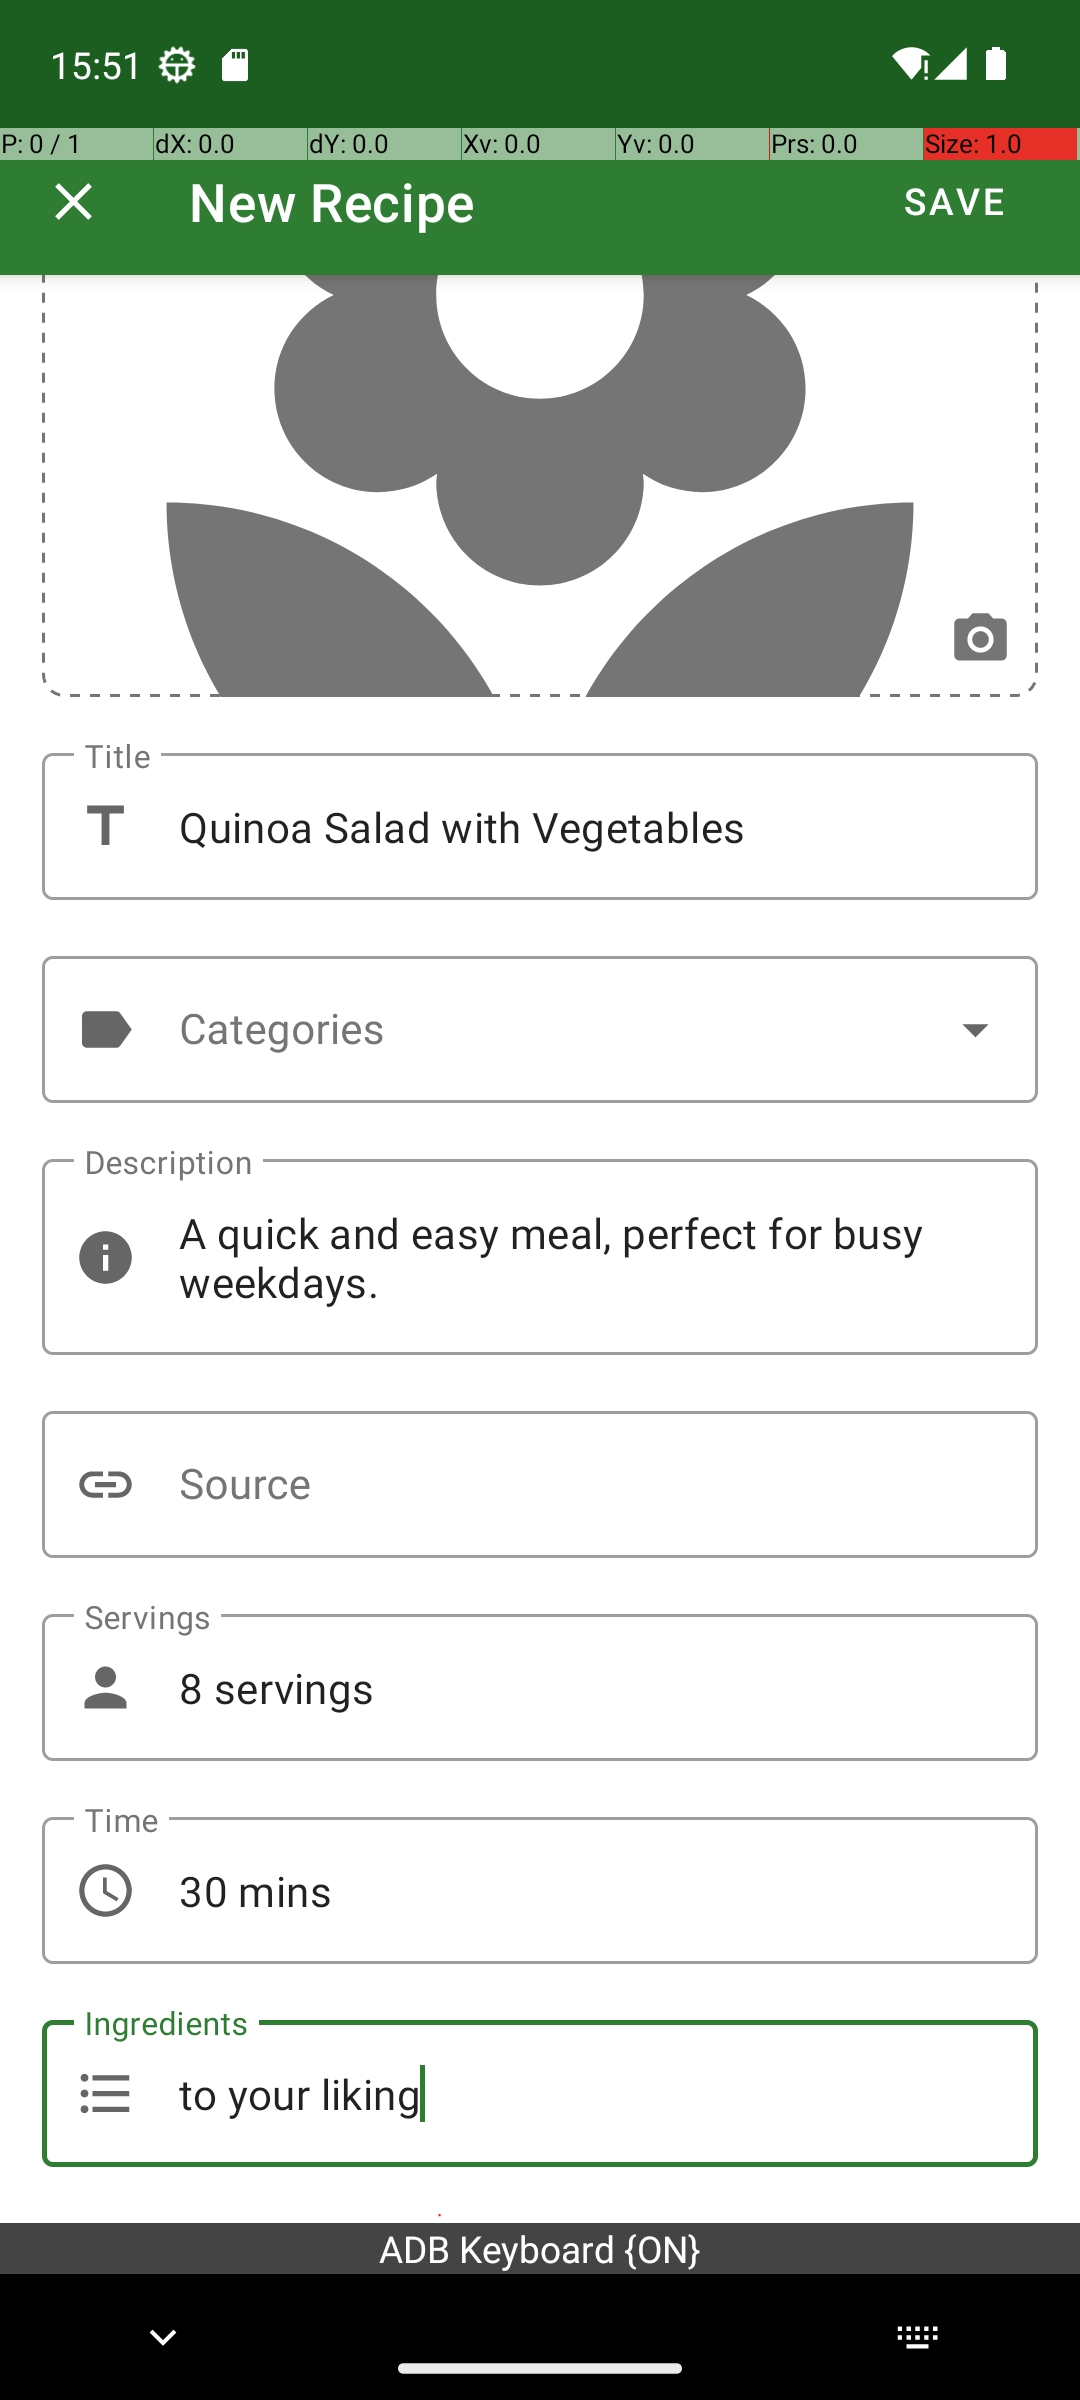 15:51
P: 0 / 1 dX: 0.0 dY: 0.0 Xv: 0.0 Yv: 0.0 Prs: 0.0 Size: 1.0
New Recipe SAVE
Title
Quinoa Salad with Vegetables
Categories
Description
A quick and easy meal, perfect for busy
weekdays.
Source
Servings
8 servings
Time
30 mins
Ingredients
to your liking
ADB Keyboard {ON}